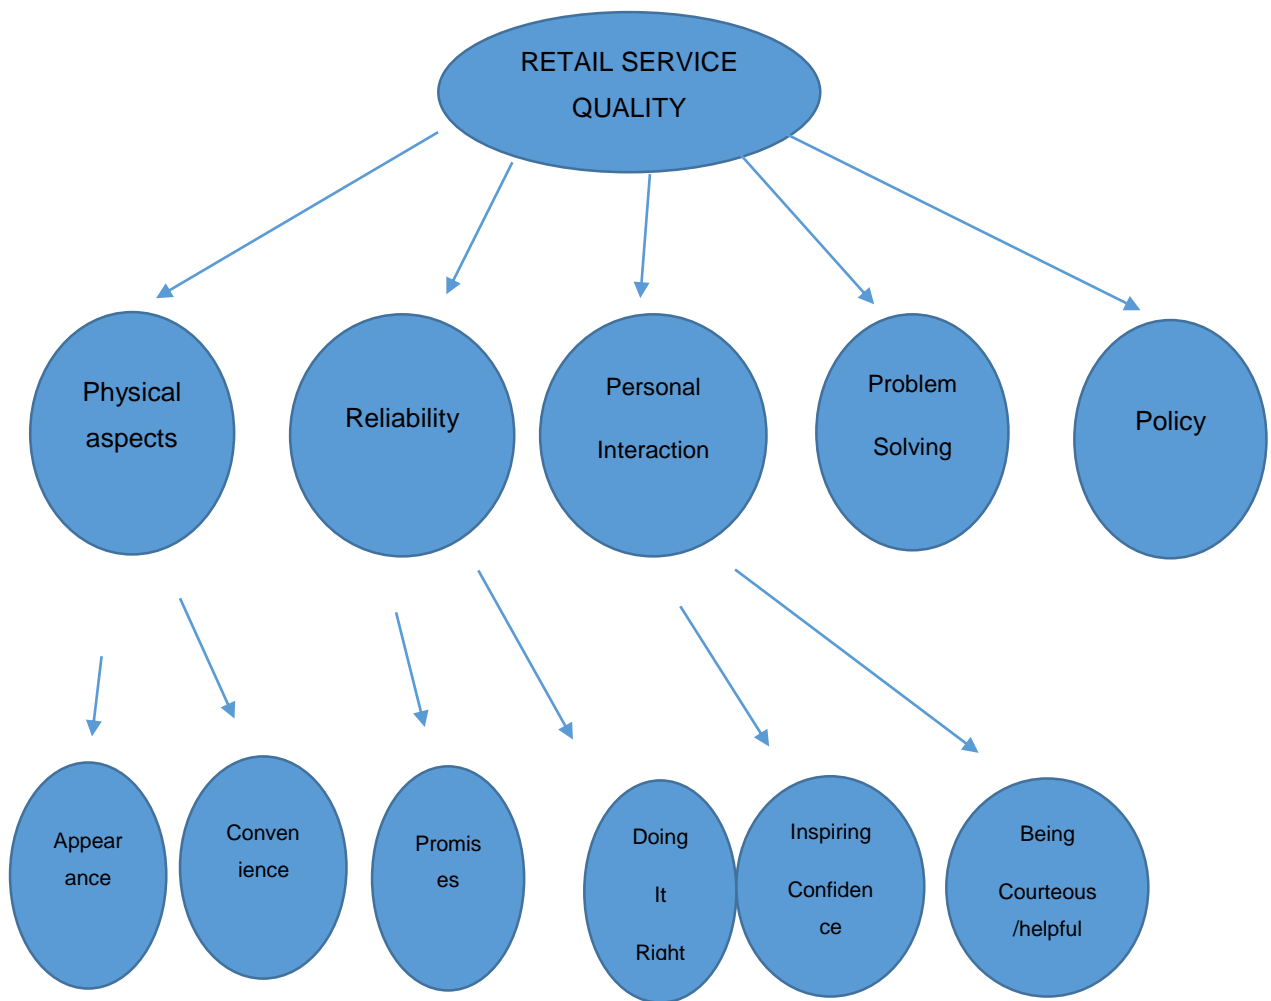 RETAIL SERVICE
QUALITY
Physical
aspects
Reliability
Personal
Interaction
Problem
Solving
Policy
Appear
ance
Conven
ience
Promis
es
Doing
It
Right
Inspiring
Confiden
ce
Being
Courteous
/helpful